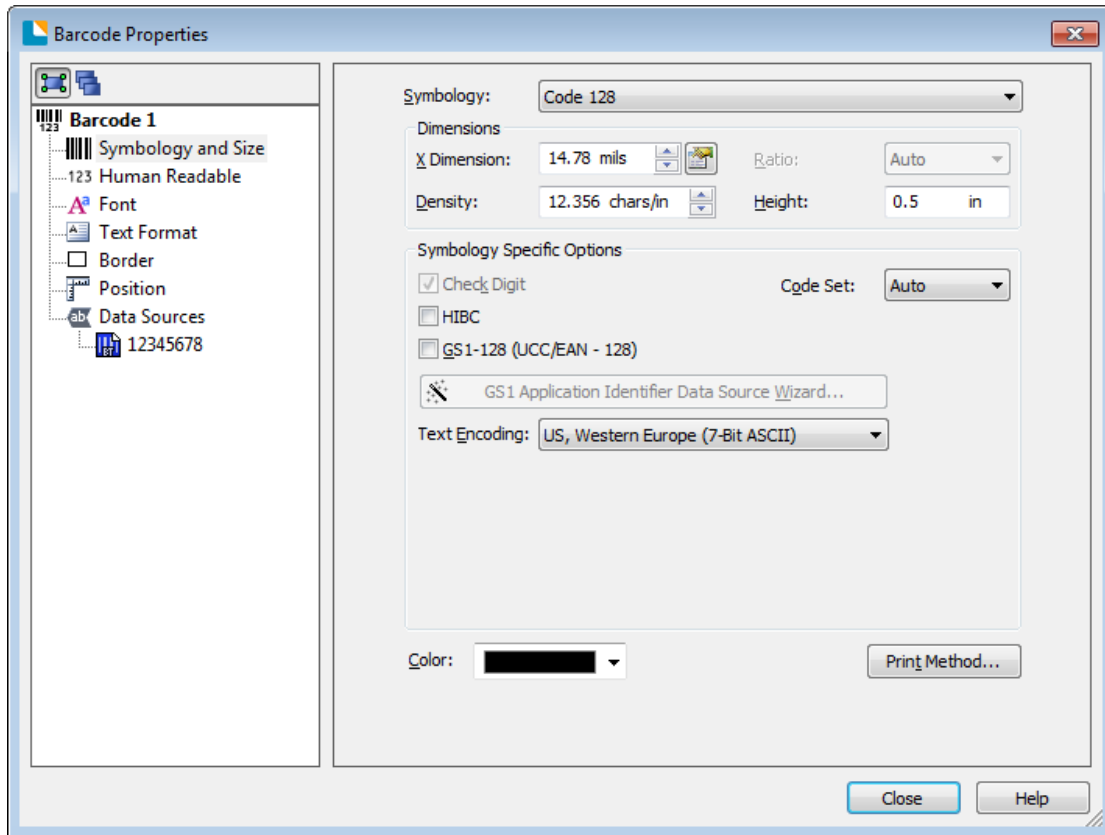 Barcode Properties
Barcode 1
Symbology and Size
123 Human Readable
Font
Text Format
Border
Position
Data Sources
12345678
Symbology: Code 128
Dimensions
X Dimension: 14.78 mils Ratio: Auto
Density: 12.356 chars/in Height: 0.5 in
Symbology Specific Options
Check Digit Code Set: Auto
HIBC
GS1-128 (UCC/EAN - 128)
GS1 Application Identifier Data Source Wizard...
Text Encoding: US, Western Europe (7-Bit ASCII)
Color: Print Method...
Close Help